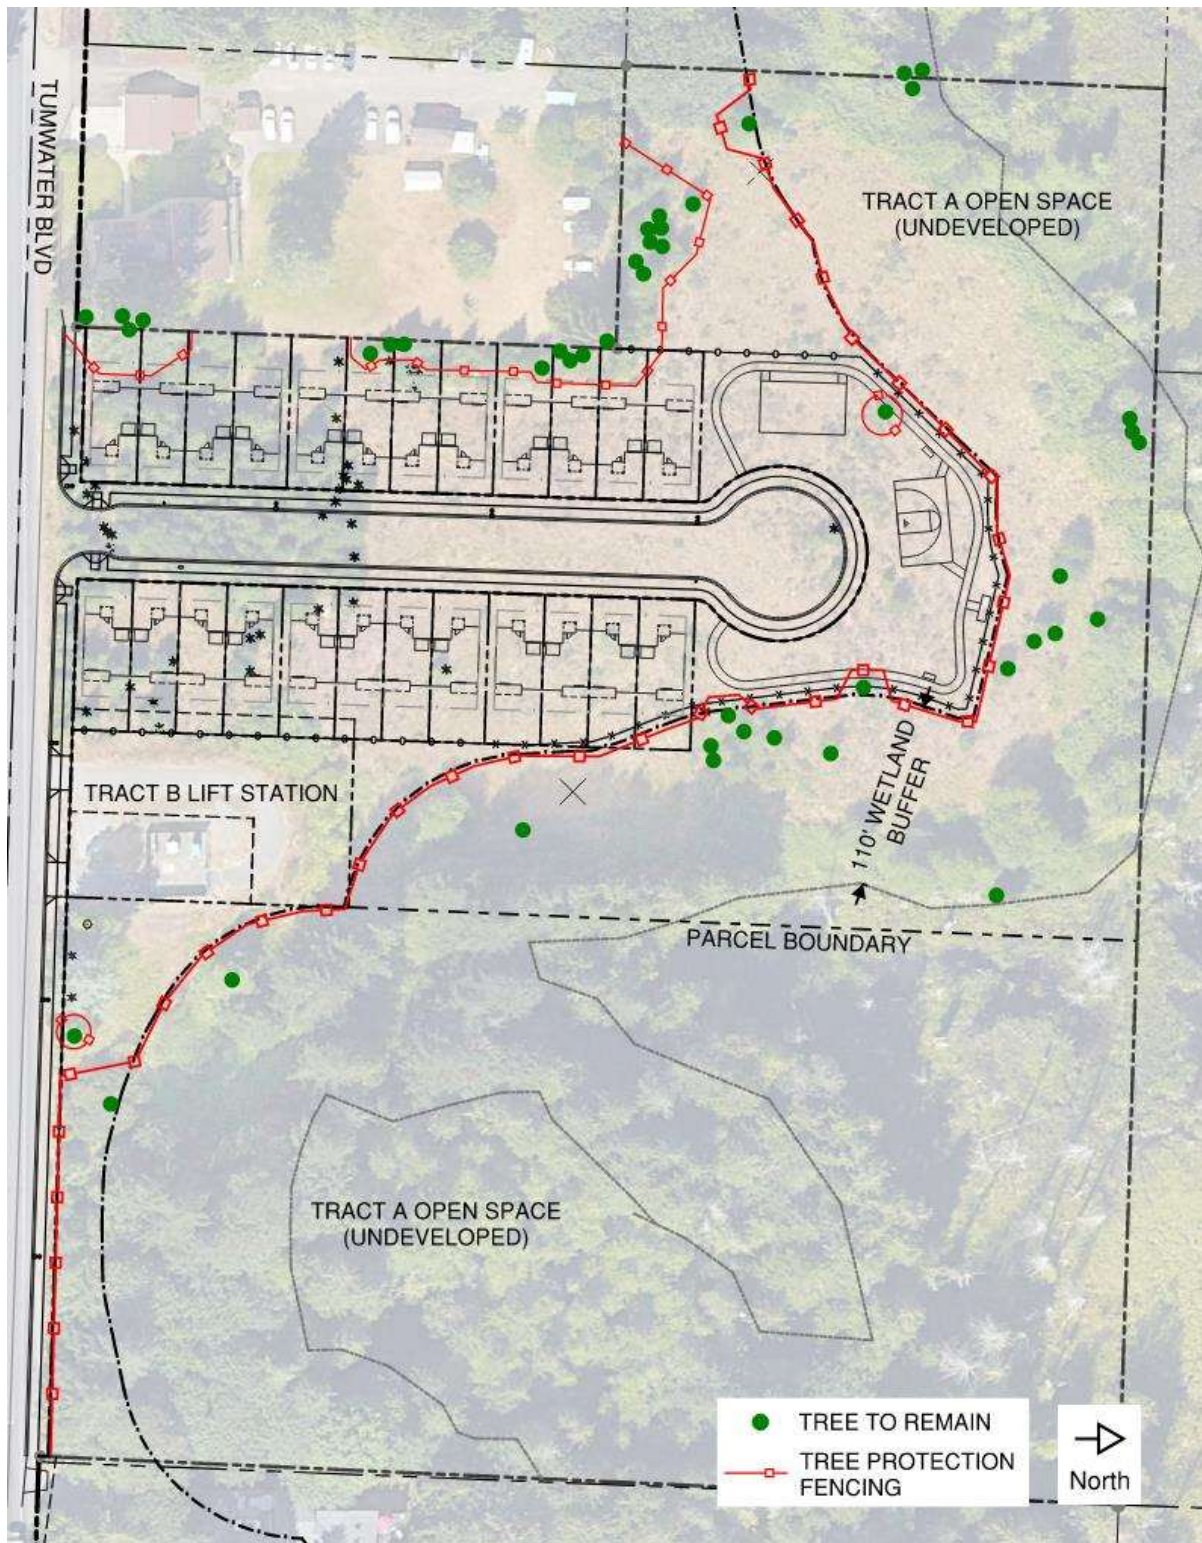 TUMWATER BLVD
TRACT A OPEN SPACE
(UNDEVELOPED)
TRACT B LIFT STATION
110' WETLAND
BUFFER
PARCEL BOUNDARY
TRACT A OPEN SPACE
(UNDEVELOPED)
TREE TO REMAIN
TREE PROTECTION
FENCING
North